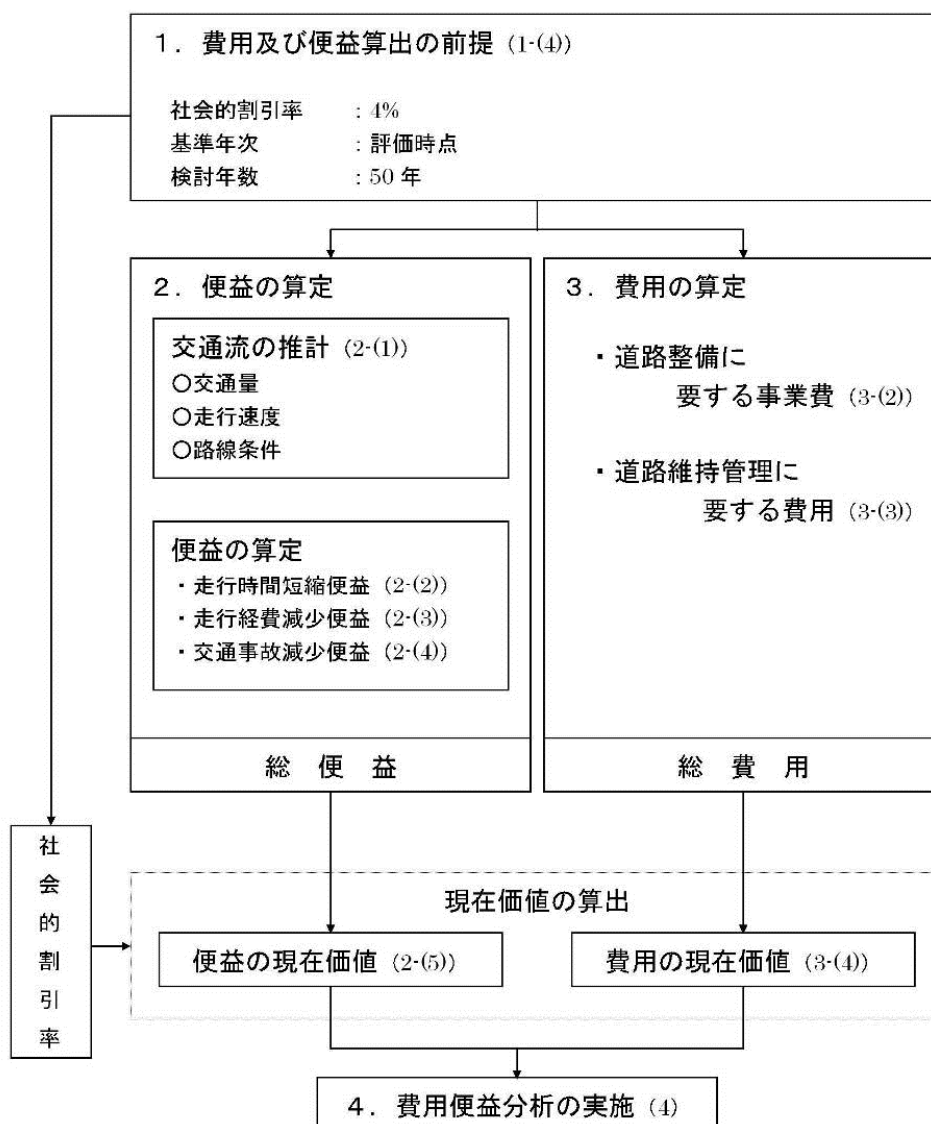 1．費用及び便益算出の前提 (1-(4))
社会的割引率 : 4%
基準年次 : 評価時点
検討年数 : 50 年
2．便益の算定
交通流の推計 (2-(1))
○交通量
○走行速度
○路線条件
便益の算定
・走行時間短縮便益 (2-(2))
・走行経費減少便益 (2-(3))
・交通事故減少便益 (2-(4))
総 便 益
3．費用の算定
・道路整備に
要する事業費 (3-(2))
・道路維持管理に
要する費用 (3-(3))
総 費 用
社会的割引率
現在価値の算出
便益の現在価値 (2-(5))
費用の現在価値 (3-(4))
4．費用便益分析の実施 (4)